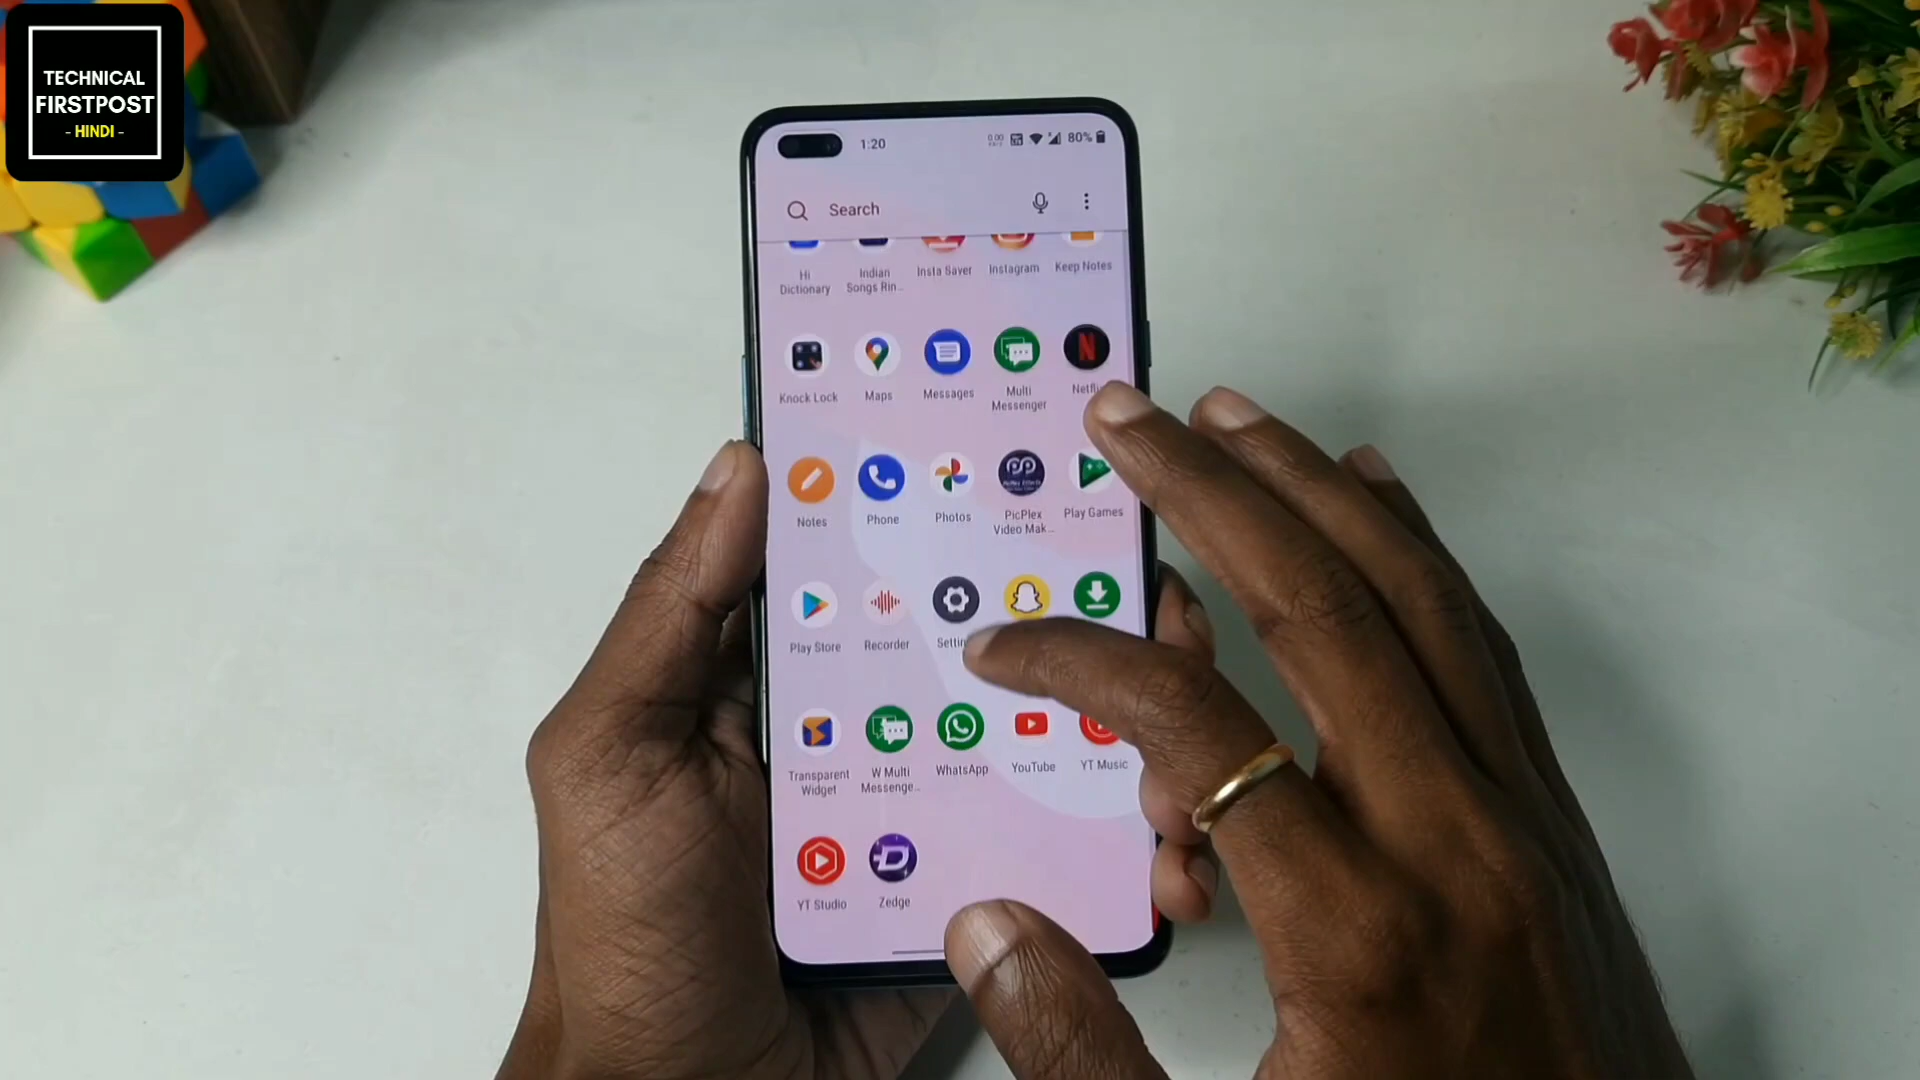 TECHNICAL
FIRSTPOST
- HINDI -
1:20
0.00
80%
Search
Hi
Dictionary
Indian
Songs Rin...
Insta Saver
Instagram
Keep Notes
Knock Lock
Maps
Messages
Multi
Messenger
Notes
Phone
Photos
PicPlex
Video Mak...
Play Games
Play Store
Recorder
Transparent
Widget
W Multi
Messenge...
WhatsApp
YouTube
YT Music
YT Studio
Zedge